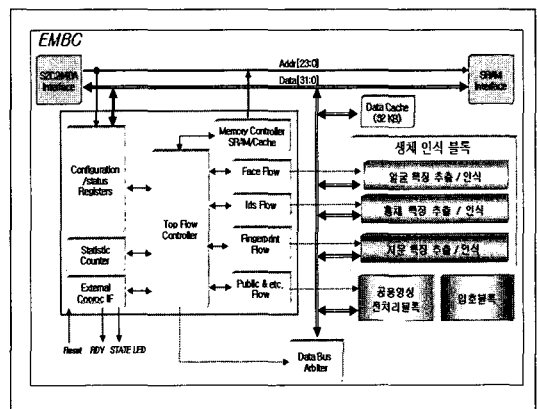 EMBC
Addr[23:0]
Data[31:0]
Interface
SRAM
Interface
Data Cache
(32 KB)
Memory Controller
SRAM/Cache
생체 인식 블록
Configuration
/status
Registers
Face Flow
얼굴 특징 추출 / 인식
Top Flow
Controller
Iris Flow
홍채 특징 추출 / 인식
Statistic
Counter
Fingerprint
Flow
지문 특징 추출 / 인식
External
Convoc IF
Public & etc.
Flow
공용영상
전처리블록
암호블록
Reset
RDY
STATE LED
Data Bus
Arbiter